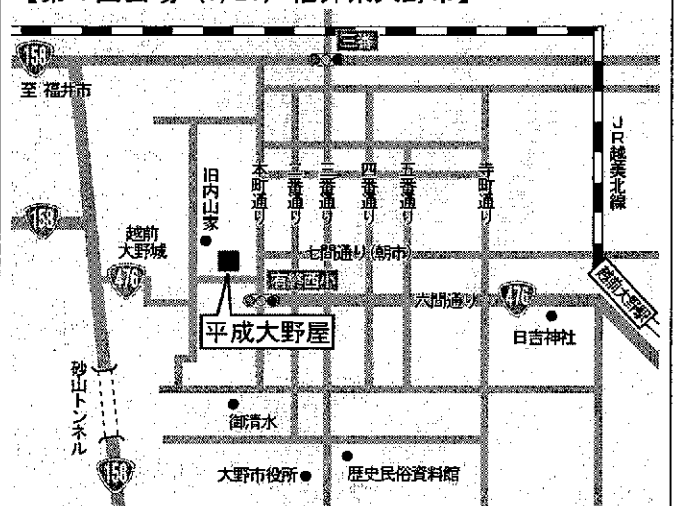 三番
158
至 福井市
JR越美北線
旧内山家
本町通り
二番通り
三番通り
四番通り
五番通り
寺町通り
158
越前
大野城
七間通り(朝市)
476
有終西小
六間通り
476
越前大野駅
平成大野屋
日吉神社
砂山トンネル
御清水
158
大野市役所
歴史民俗資料館